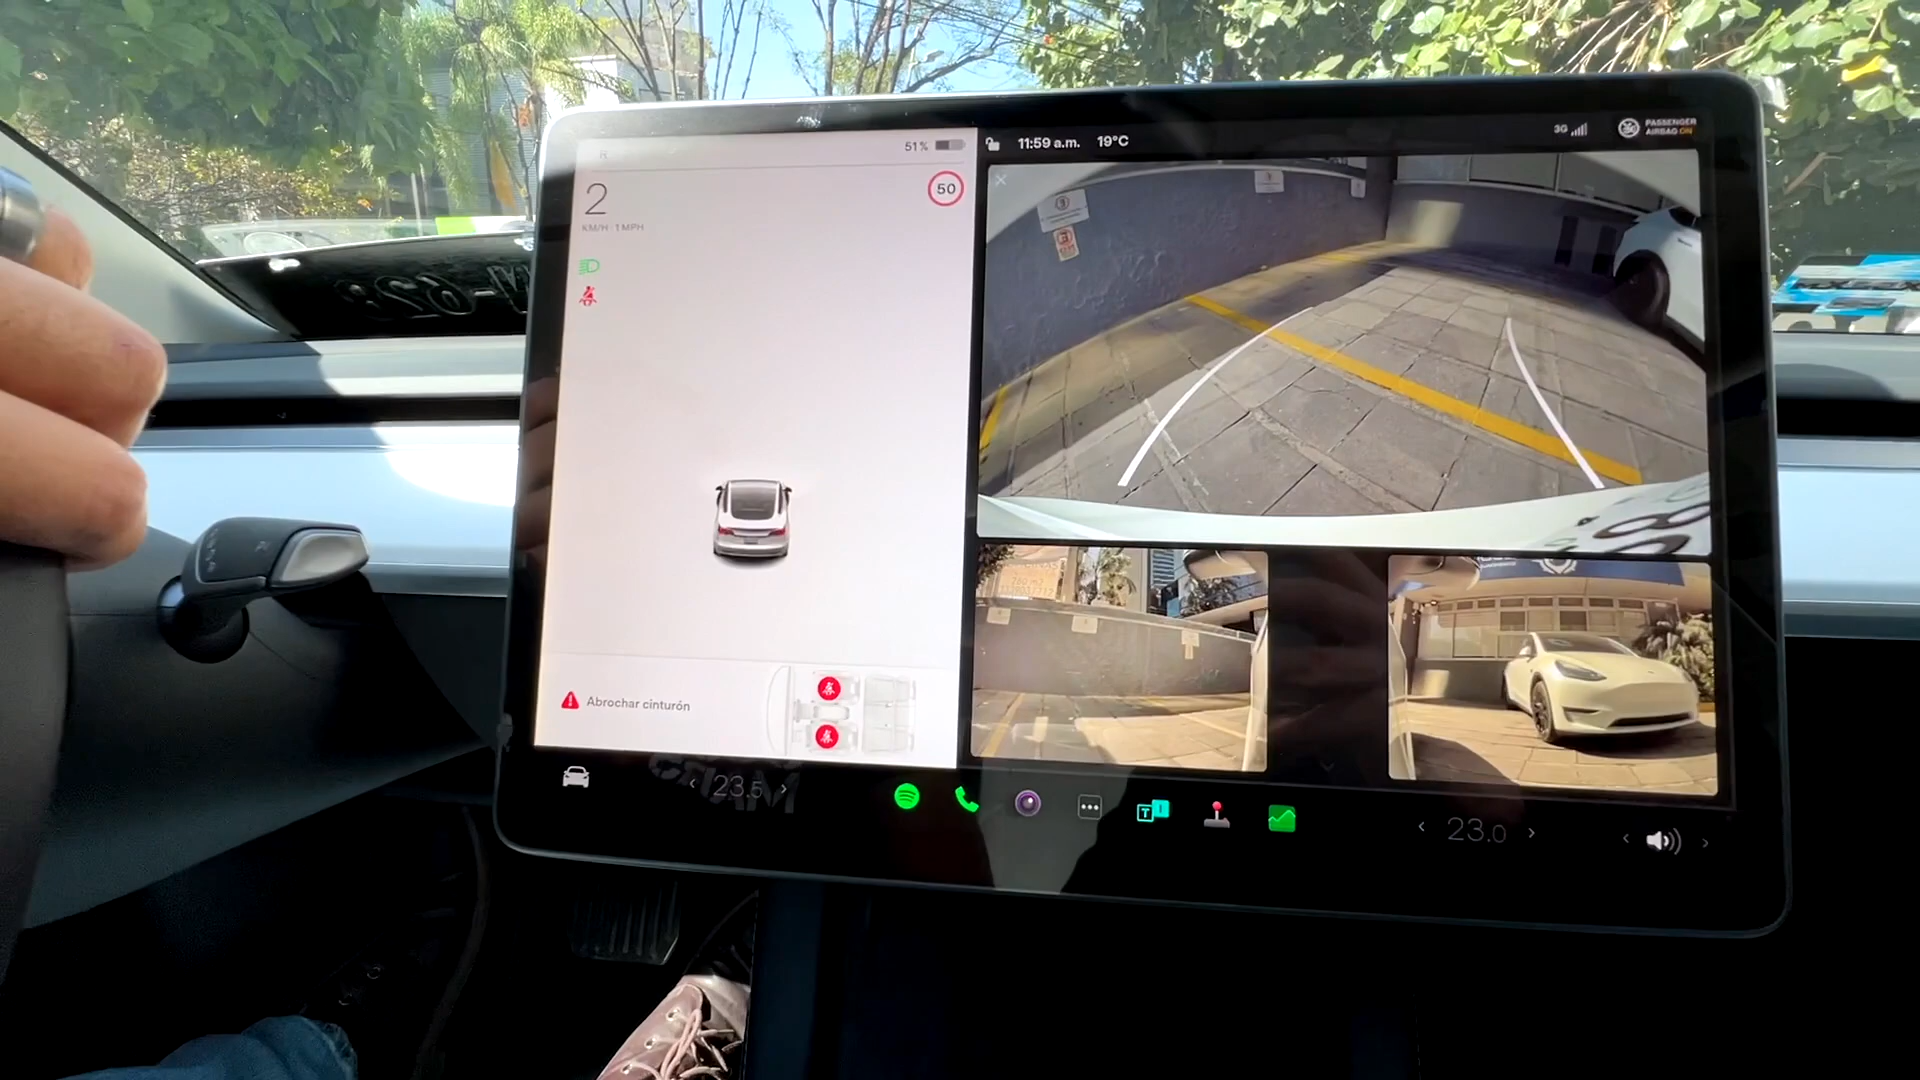 R
51%
2
KM/H · 1 MPH
50
Abrochar cinturón
11:59 a.m.
19°C
3G
PASSENGER
AIRBAG ON
23.5
T
23.0